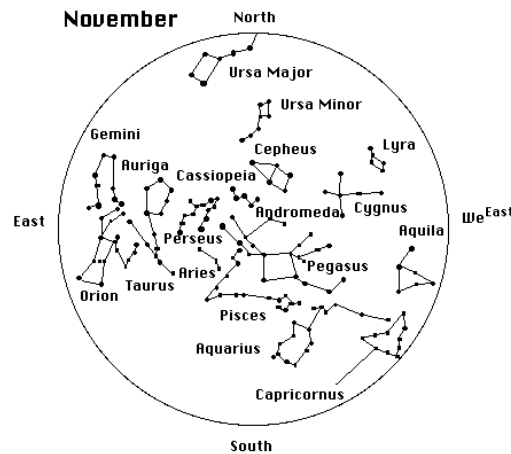 November
North
Ursa Major
Ursa Minor
Gemini
Cepheus
Lyra
Auriga
Cassiopeia
Andromeda
Cygnus
East
WeEast
Perseus
Aquila
Aries
Pegasus
Taurus
Orion
Pisces
Aquarius
Capricornus
South